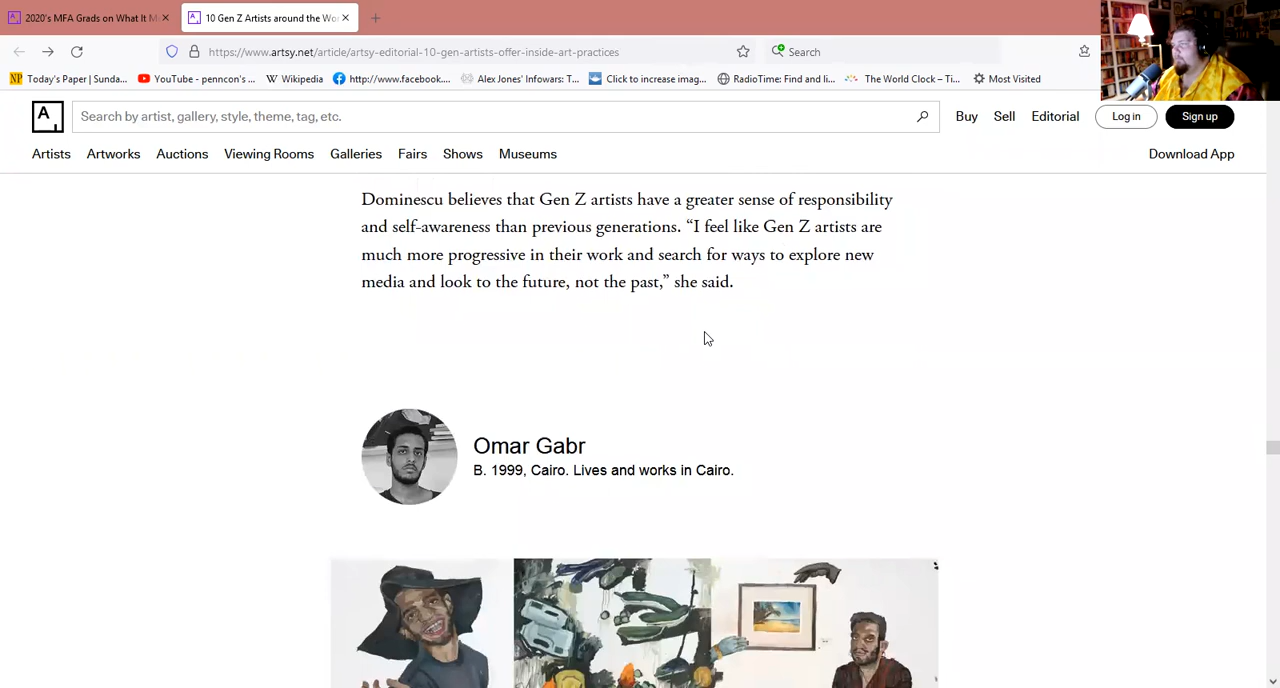 2020's MFA Grads on What It M
10 Gen Z Artists around the Wo
https://www.artsy.net/article/artsy-editorial-10-gen-artists-offer-inside-art-practices
Search
Today's Paper | Sunda...
YouTube - penncon's ...
Wikipedia
http://www.facebook....
Alex Jones' Infowars: T...
Click to increase imag...
RadioTime: Find and li...
The World Clock – Ti...
Most Visited
A
Search by artist, gallery, style, theme, tag, etc.
Buy
Sell
Editorial
Log in
Sign up
Artists
Artworks
Auctions
Viewing Rooms
Galleries
Fairs
Shows
Museums
Download App
Dominescu believes that Gen Z artists have a greater sense of responsibility
and self-awareness than previous generations. “I feel like Gen Z artists are
much more progressive in their work and search for ways to explore new
media and look to the future, not the past,” she said.
Omar Gabr
B. 1999, Cairo. Lives and works in Cairo.